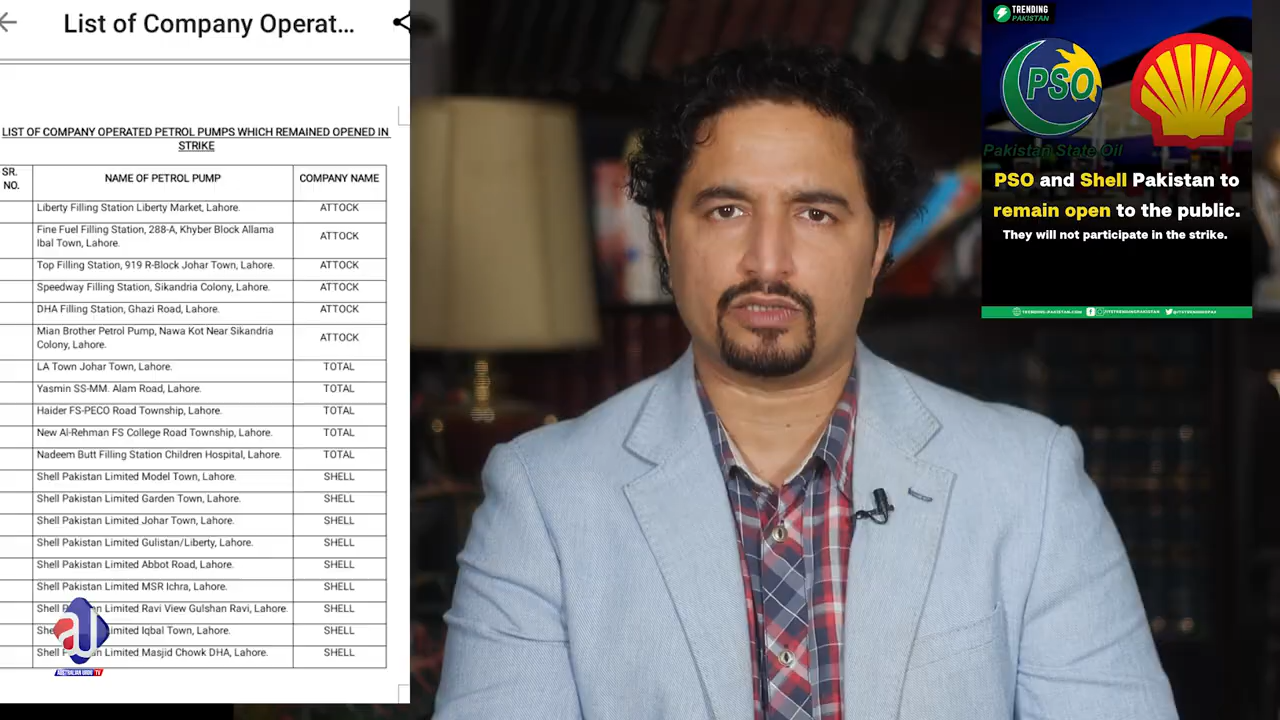 List of Company Operat...
LIST OF COMPANY OPERATED PETROL PUMPS WHICH REMAINED OPENED IN
STRIKE
SR.
NO.
NAME OF PETROL PUMP
COMPANY NAME
Liberty Filling Station Liberty Market, Lahore.
ATTOCK
Fine Fuel Filling Station, 288-A, Khyber Block Allama
Ibal Town, Lahore.
ATTOCK
Top Filling Station, 919 R-Block Johar Town, Lahore.
ATTOCK
Speedway Filling Station, Sikandria Colony, Lahore.
ATTOCK
DHA Filling Station, Ghazi Road, Lahore.
ATTOCK
Mian Brother Petrol Pump, Nawa Kot Near Sikandria
Colony, Lahore.
ATTOCK
LA Town Johar Town, Lahore.
TOTAL
Yasmin SS-MM. Alam Road, Lahore.
TOTAL
Haider FS-PECO Road Township, Lahore.
TOTAL
New Al-Rehman FS College Road Township, Lahore.
TOTAL
Nadeem Butt Filling Station Children Hospital, Lahore.
TOTAL
Shell Pakistan Limited Model Town, Lahore.
SHELL
Shell Pakistan Limited Garden Town, Lahore.
SHELL
Shell Pakistan Limited Johar Town, Lahore.
SHELL
Shell Pakistan Limited Gulistan/Liberty, Lahore.
SHELL
Shell Pakistan Limited Abbot Road, Lahore.
SHELL
Shell Pakistan Limited MSR Ichra, Lahore.
SHELL
Shell Limited Ravi View Gulshan Ravi, Lahore.
SHELL
Limited Iqbal Town, Lahore.
SHELL
Shell Limited Masjid Chowk DHA, Lahore.
SHELL
TRENDING
PAKISTAN
PSO
Pakistan State Oil
PSO and Shell Pakistan to
remain open to the public.
They will not participate in the strike.